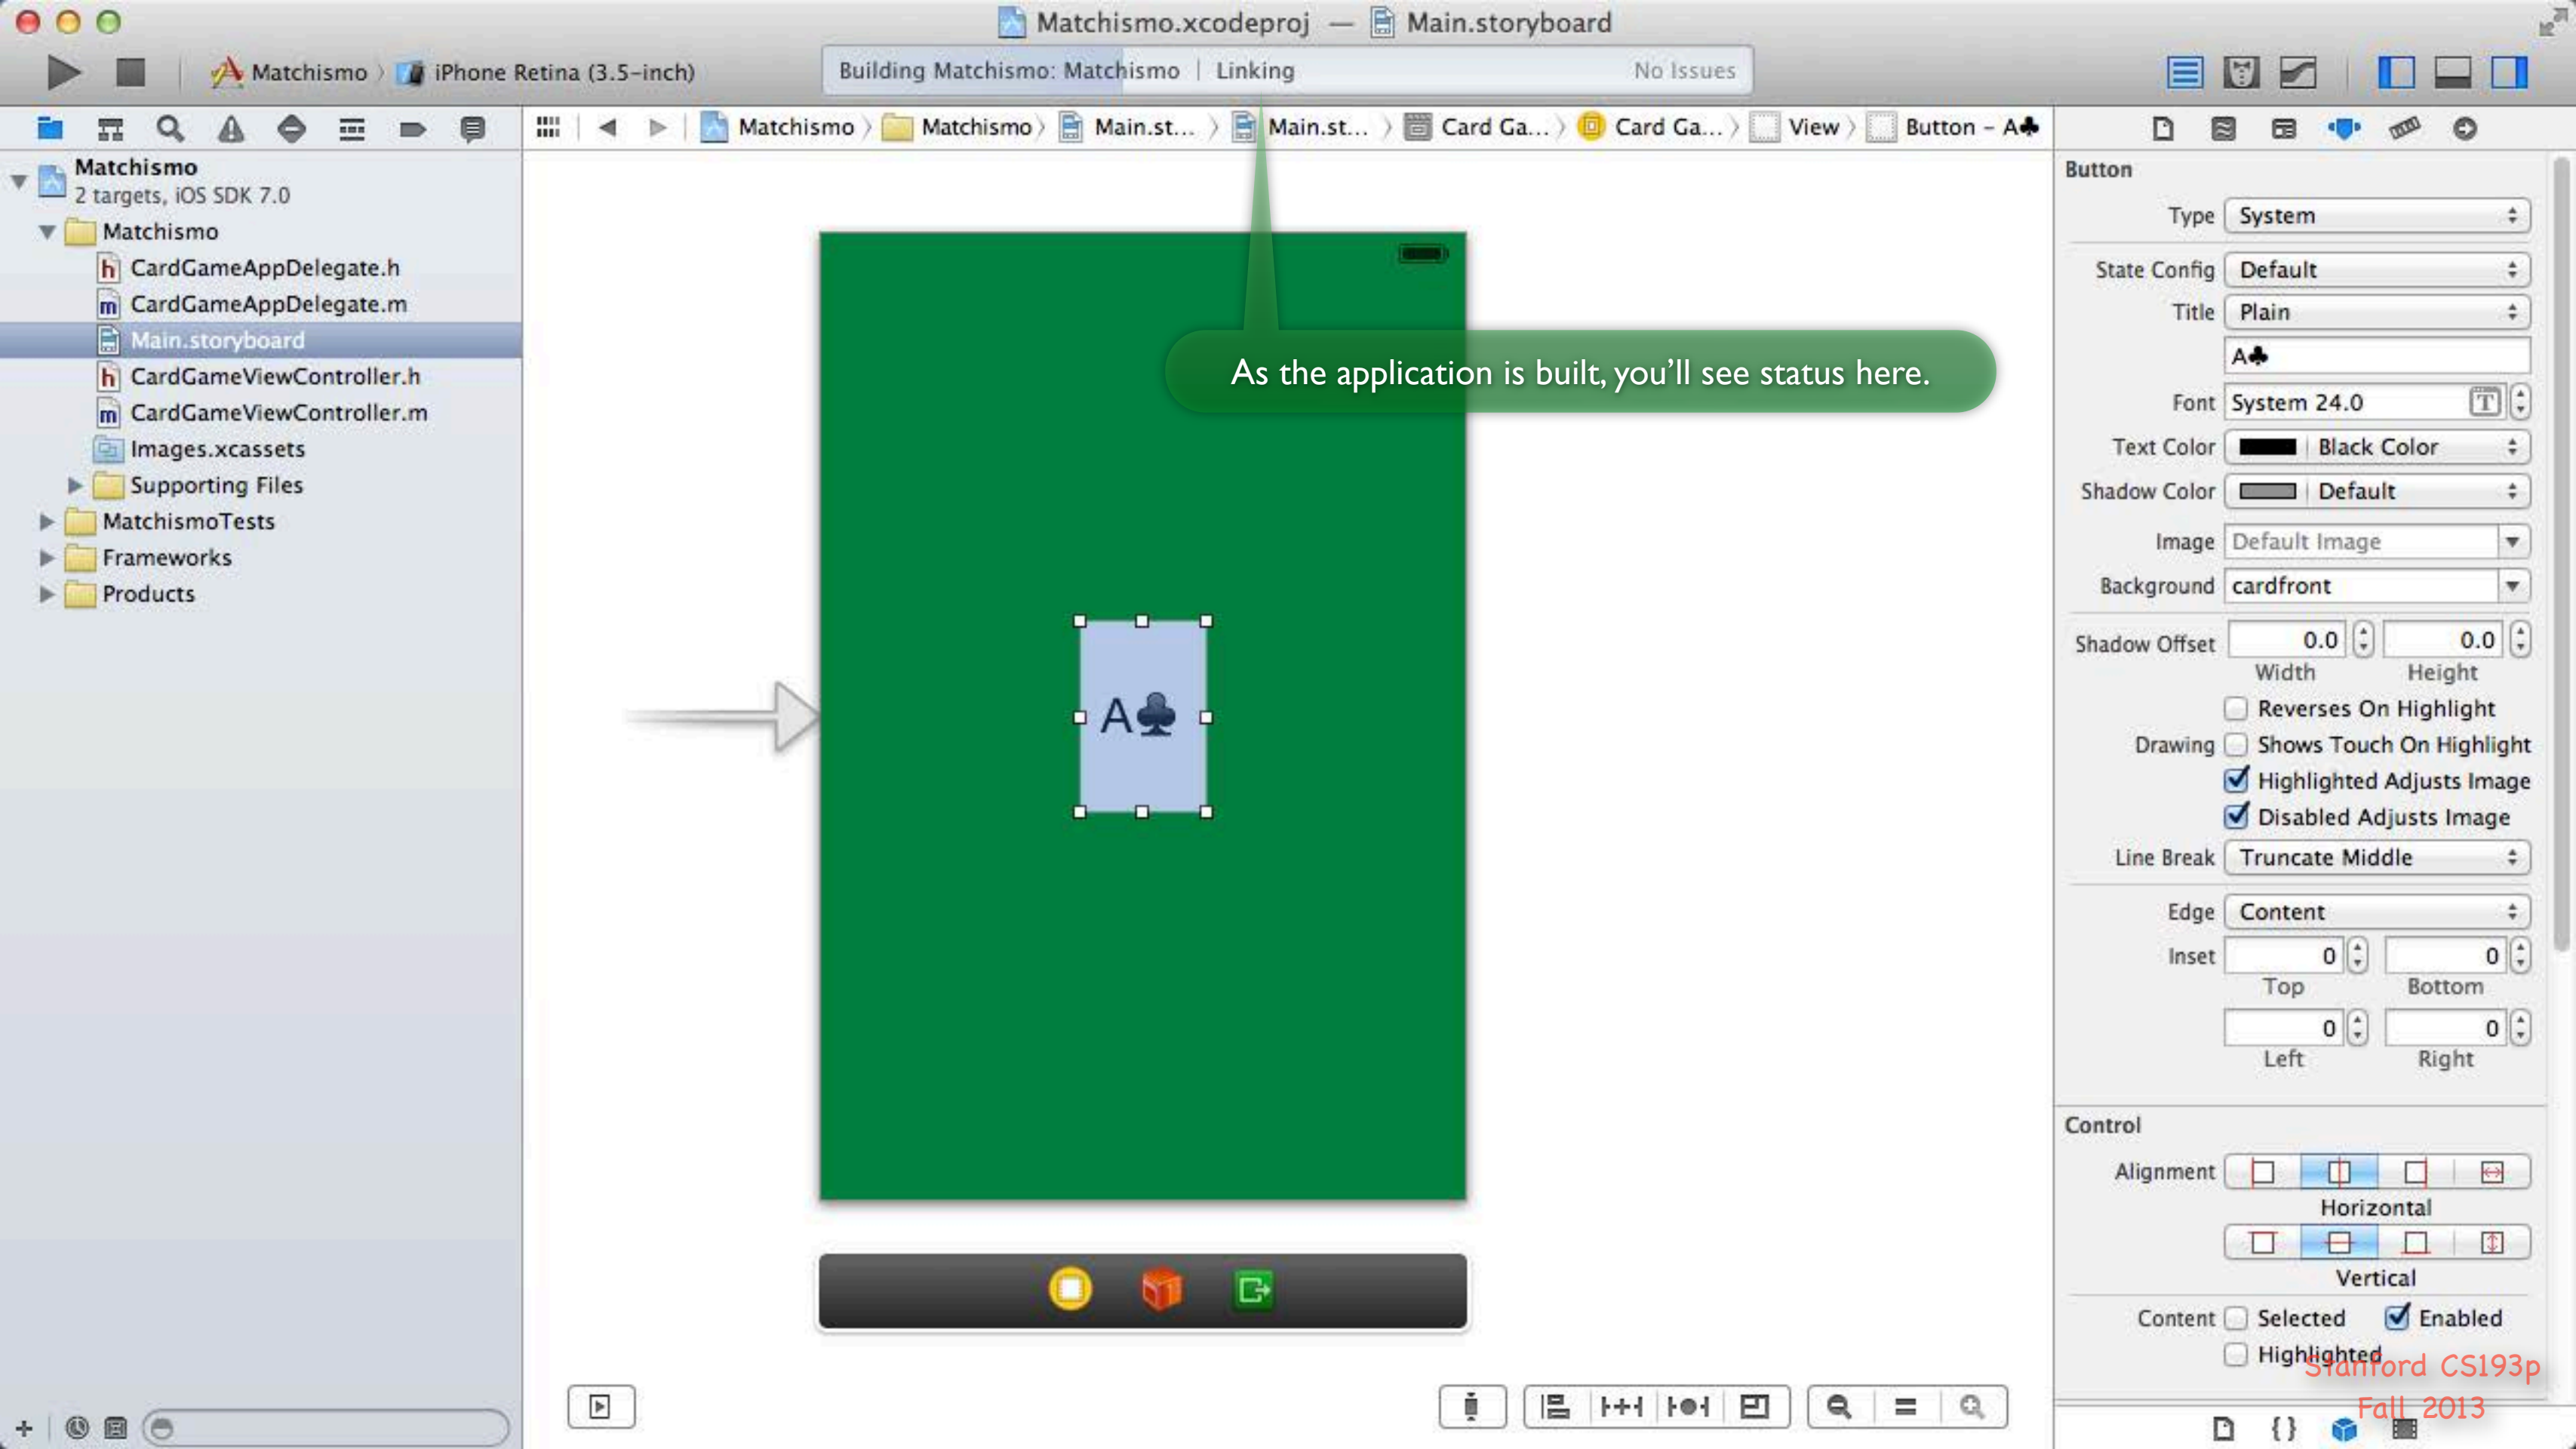 Matchismo.xcodeproj — Main.storyboard
Matchismo iPhone Retina (3.5-inch)
Building Matchismo: Matchismo | Linking No Issues
Matchismo Matchismo Main.st... Main.st... Card Ga... Card Ga... View Button - A♣
Matchismo
2 targets, iOS SDK 7.0
Matchismo
h CardGameAppDelegate.h
m CardGameAppDelegate.m
Main.storyboard
h CardGameViewController.h
m CardGameViewController.m
Images.xcassets
Supporting Files
MatchismoTests
Frameworks
Products
As the application is built, you'll see status here.
A♣
Button
Type System
State Config Default
Title Plain
A♣
Font System 24.0 T
Text Color Black Color
Shadow Color Default
Image Default Image
Background cardfront
Shadow Offset 0.0 0.0
Width Height
Reverses On Highlight
Drawing Shows Touch On Highlight
Highlighted Adjusts Image
Disabled Adjusts Image
Line Break Truncate Middle
Edge Content
Inset 0 0
Top Bottom
0 0
Left Right
Control
Alignment
Horizontal
Vertical
Content Selected Enabled
Highlighted
Stanford CS193p
Fall 2013
{}